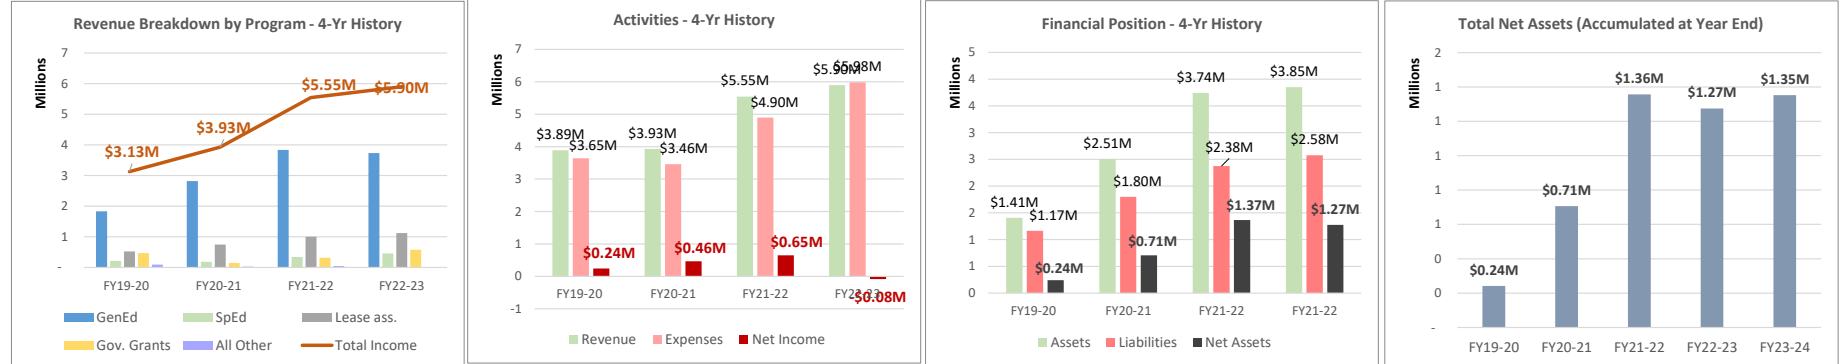 Revenue Breakdown by Program - 4-Yr History
Millions
7
6
5
4
3
2
1
-
$3.13M
$3.93M
$5.55M
$5.90M
FY19-20 FY20-21 FY21-22 FY22-23
GenEd SpEd Lease ass.
Gov. Grants All Other Total Income
Activities - 4-Yr History
Millions
7
6
5
4
3
2
1
0
-1
$3.89M
$3.65M
$0.24M
$3.93M
$3.46M
$0.46M
$5.55M
$4.90M
$0.65M
$5.90M
$5.98M
-$0.08M
FY19-20 FY20-21 FY21-22 FY22-23
Revenue Expenses Net Income
Financial Position - 4-Yr History
Millions
5
4
4
3
3
2
2
1
1
0
$1.41M
$1.17M
$0.24M
$2.51M
$1.80M
$0.71M
$3.74M
$2.38M
$1.37M
$3.85M
$2.58M
$1.27M
FY19-20 FY20-21 FY21-22 FY21-22
Assets Liabilities Net Assets
Total Net Assets (Accumulated at Year End)
Millions
2
1
1
1
1
1
0
0
-
$0.24M
$0.71M
$1.36M
$1.27M
$1.35M
FY19-20 FY20-21 FY21-22 FY22-23 FY23-24